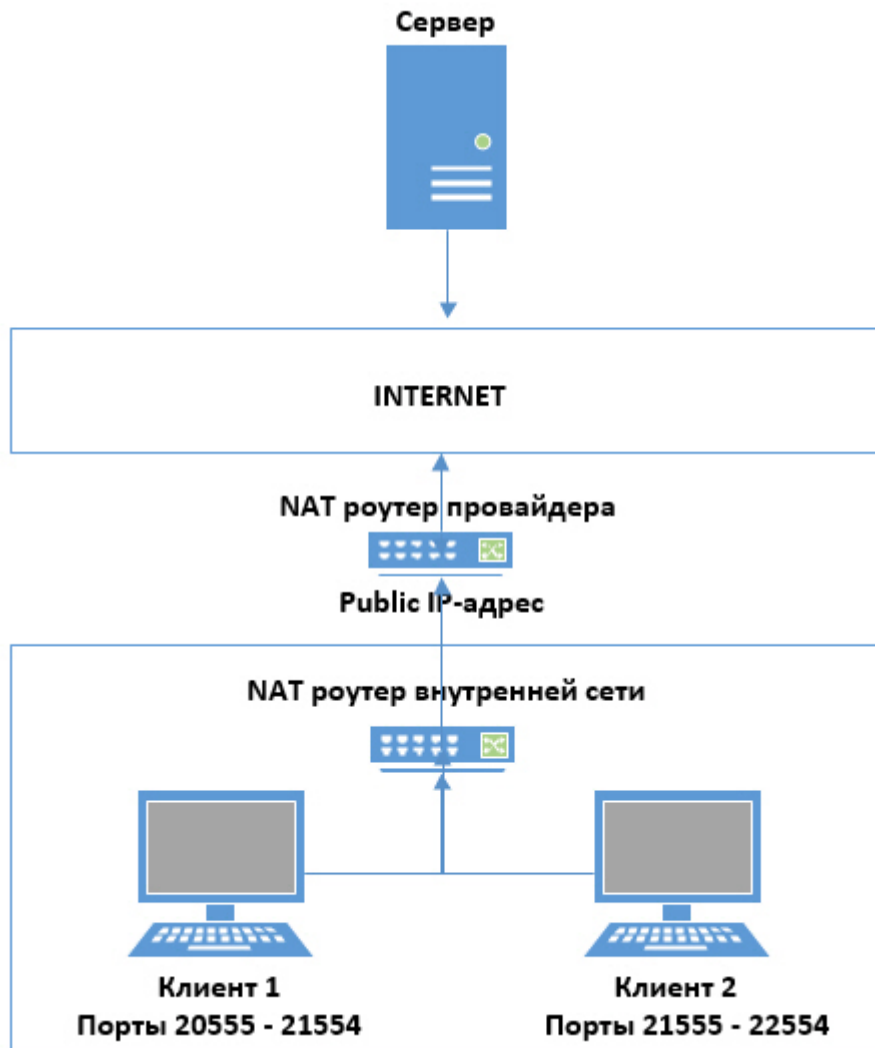 Сервер
INTERNET
NAT роутер провайдера
Public IP-адрес
NAT роутер внутренней сети
Клиент 1
Порты 20555 - 21554
Клиент 2
Порты 21555 - 22554